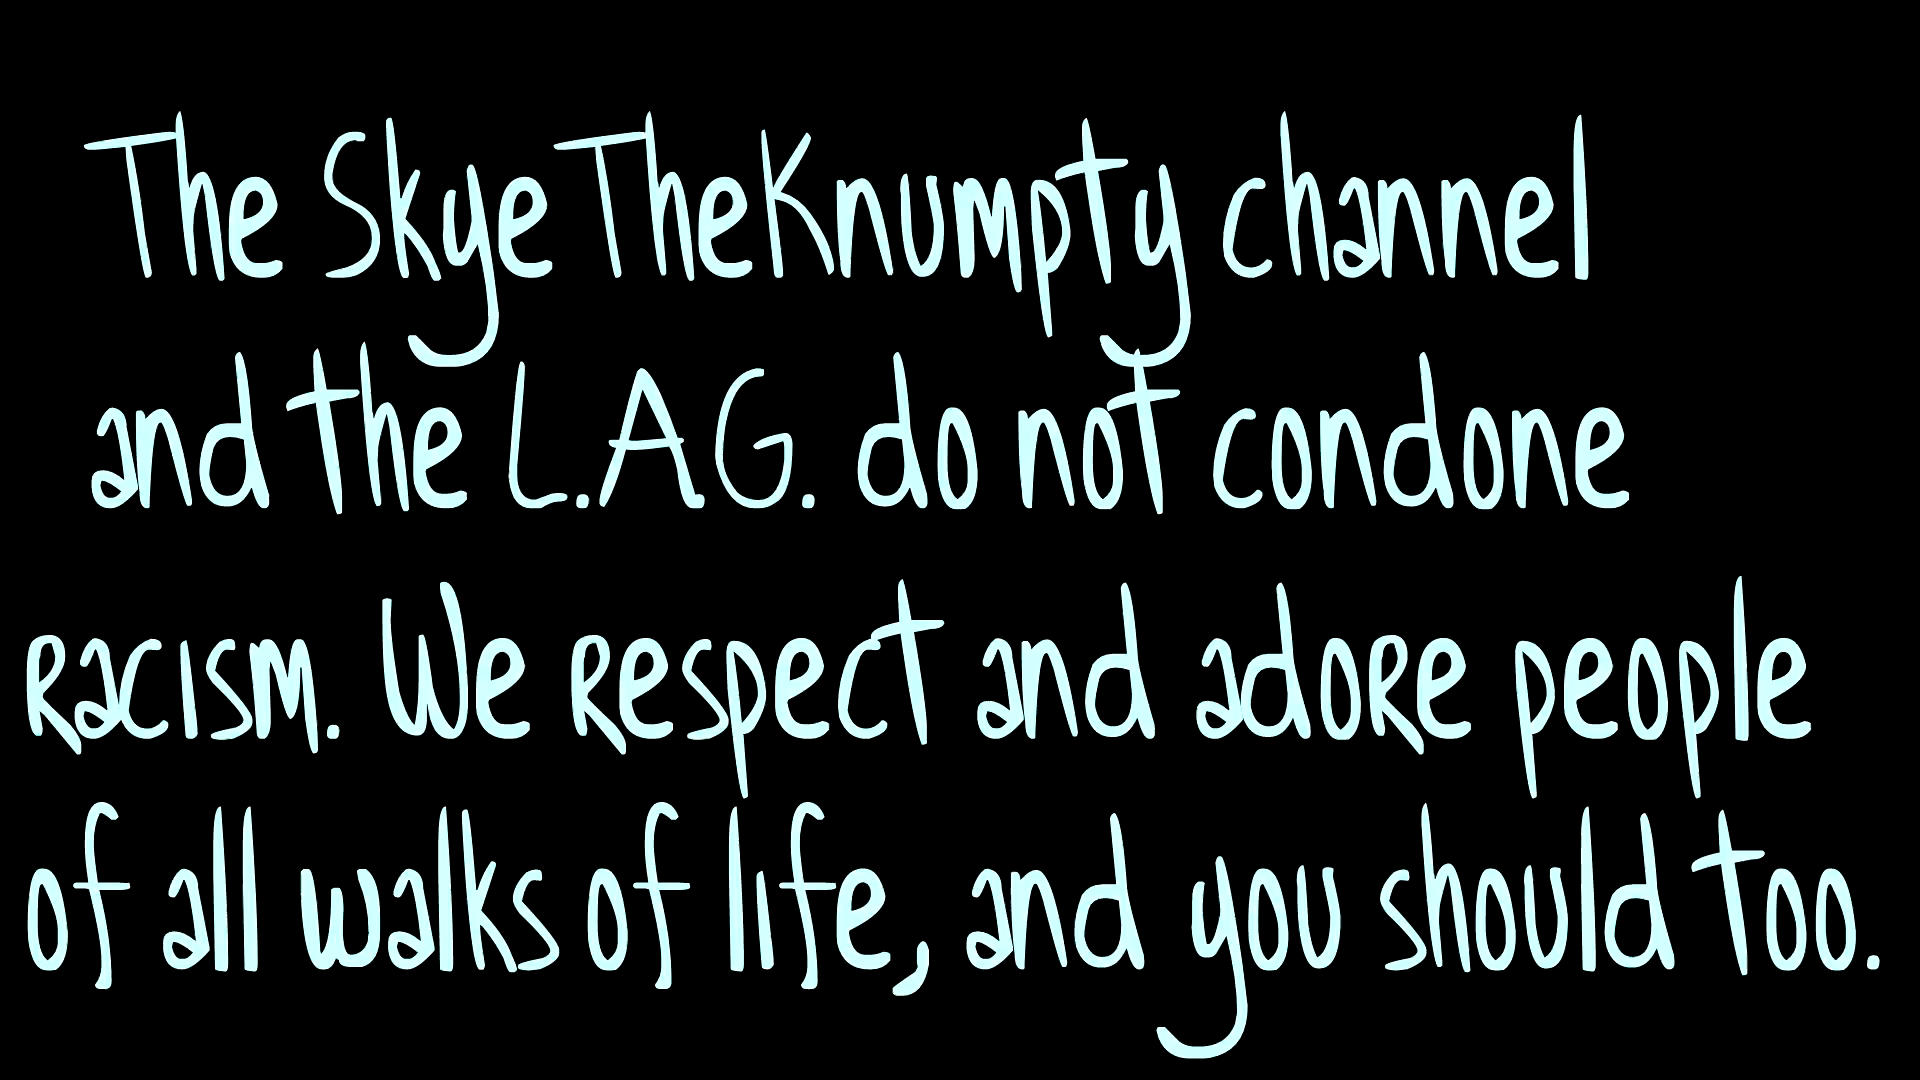 The SkyeTheKnumpty channel
and the L.A.G. do not condone
racism. We respect and adore people
of all walks of life, and you should too.